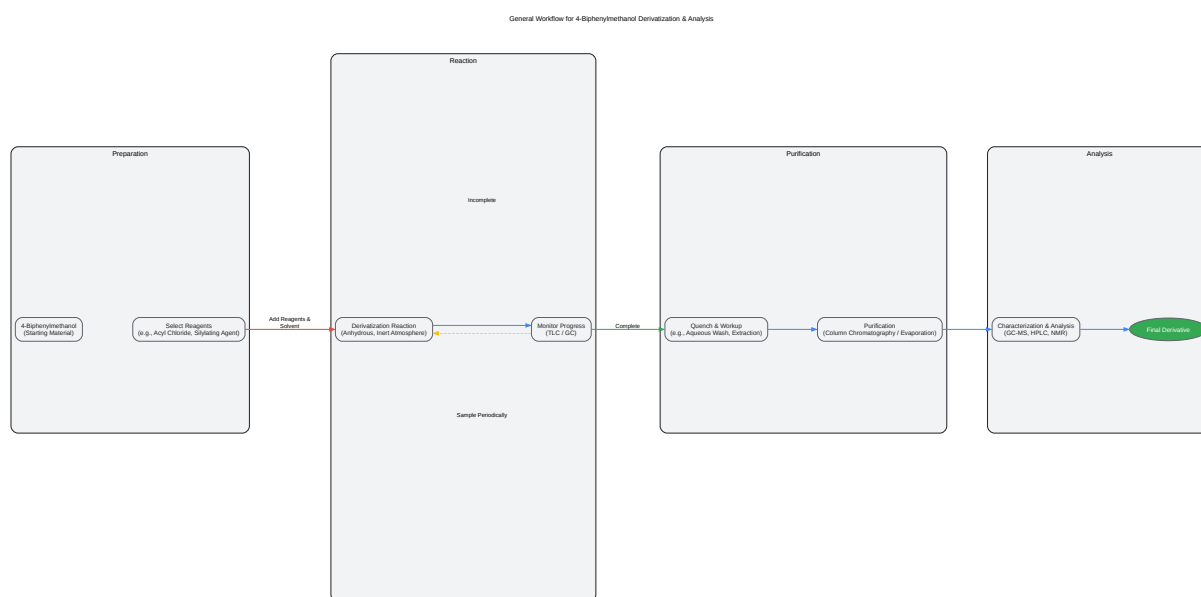 General Workflow for 4-Biphenylmethanol Derivatization & Analysis
Preparation
4-Biphenylmethanol
(Starting Material)
Select Reagents
(e.g., Acyl Chloride, Silylating Agent)
Add Reagents &
Solvent
Reaction
Incomplete
Derivatization Reaction
(Anhydrous, Inert Atmosphere)
Monitor Progress
(TLC / GC)
Sample Periodically
Complete
Purification
Quench & Workup
(e.g., Aqueous Wash, Extraction)
Purification
(Column Chromatography / Evaporation)
Analysis
Characterization & Analysis
(GC-MS, HPLC, NMR)
Final Derivative